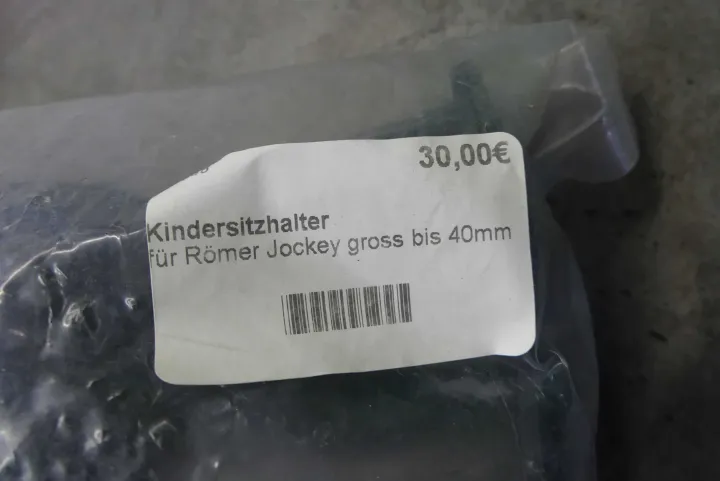 30,00€
Kindersitzhalter
für Römer Jockey gross bis 40mm